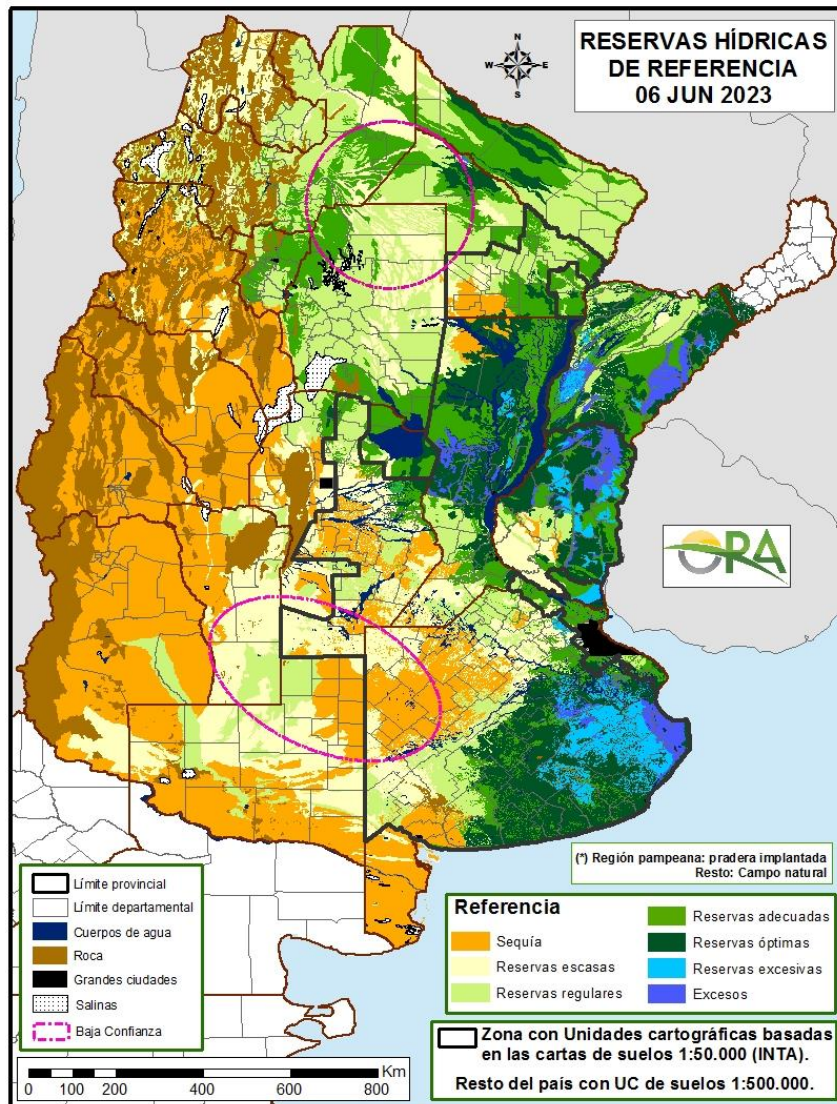 RESERVAS HÍDRICAS
DE REFERENCIA
06 JUN 2023
N
W
E
S
OPA
(*) Región pampeana: pradera implantada
Resto: Campo natural
Límite provincial
Límite departamental
Cuerpos de agua
Roca
Grandes ciudades
Salinas
Baja Confianza
Referencia
Sequía
Reservas escasas
Reservas regulares
Reservas adecuadas
Reservas óptimas
Reservas excesivas
Excesos
Zona con Unidades cartográficas basadas
en las cartas de suelos 1:50.000 (INTA).
Resto del país con UC de suelos 1:500.000.
Km
0 50 100 200 400 600 800